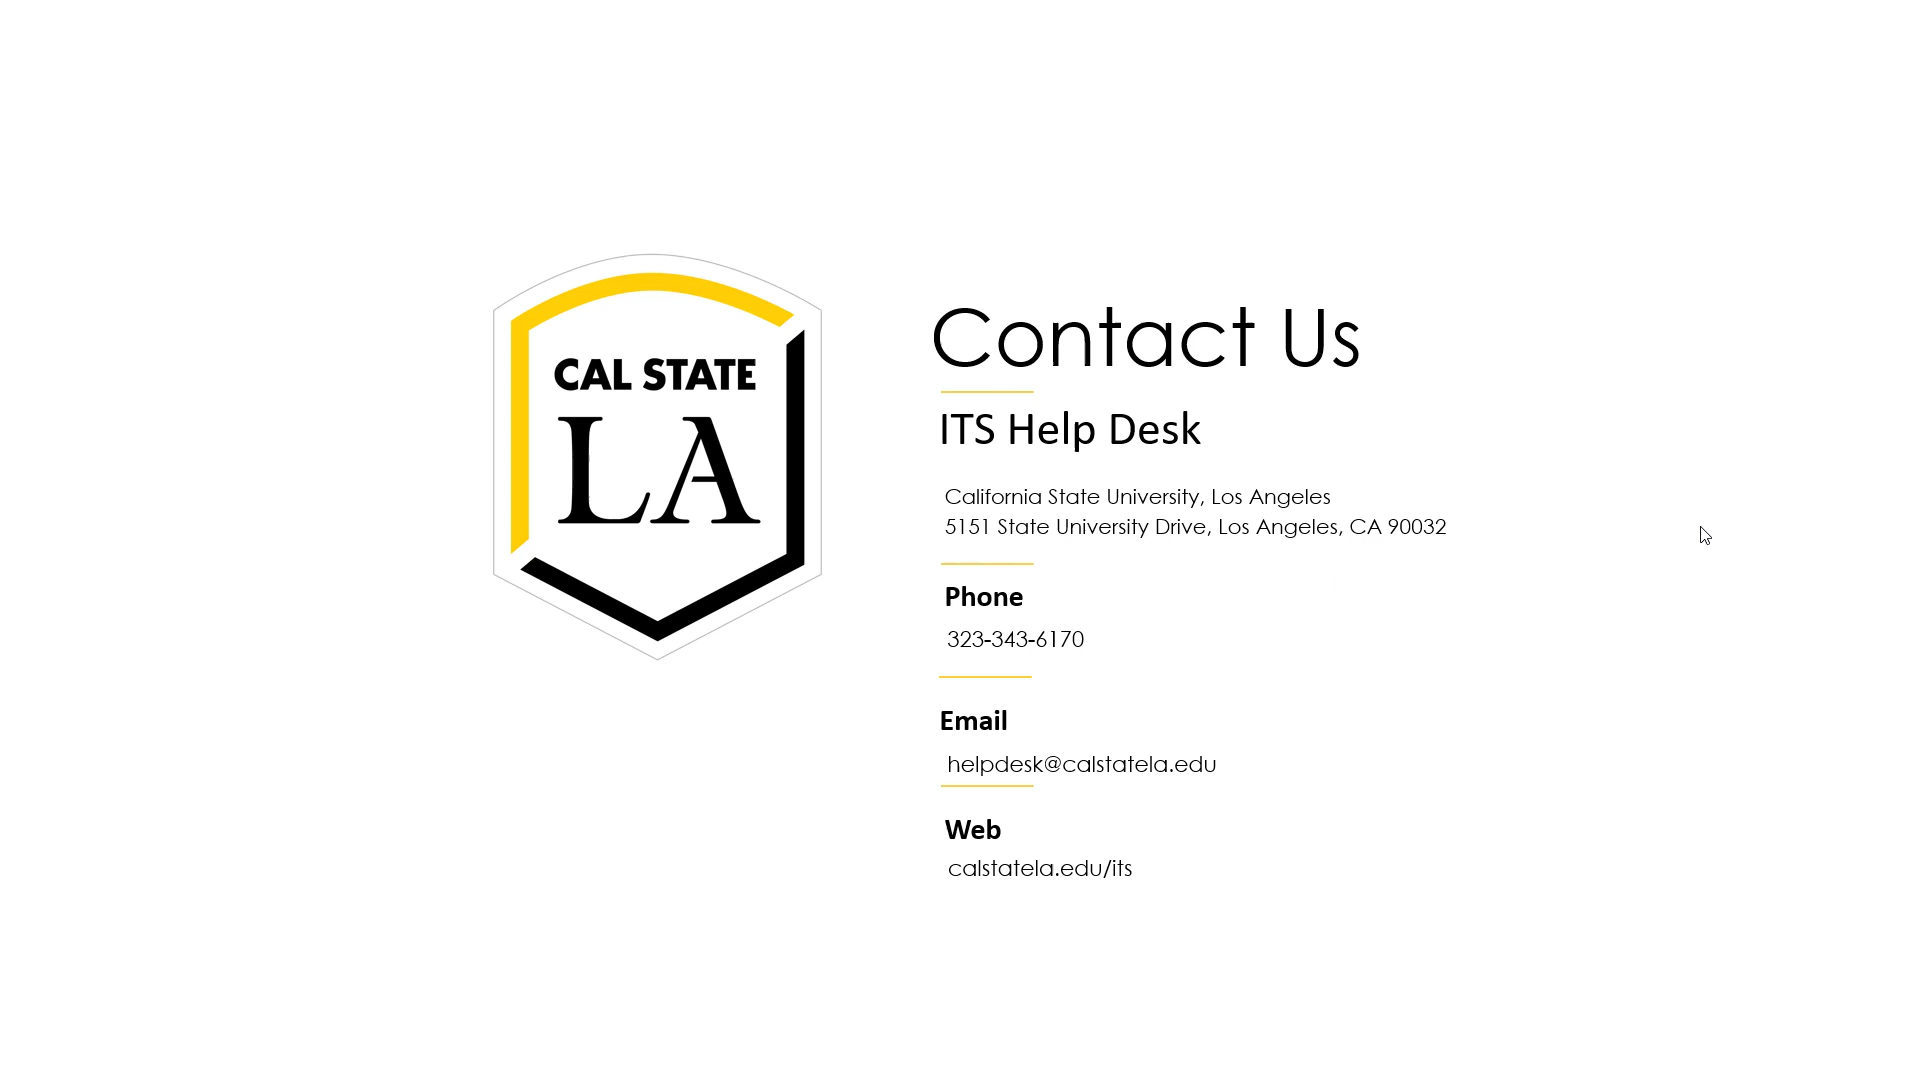 CAL STATE
LA
Contact Us
ITS Help Desk
California State University, Los Angeles
5151 State University Drive, Los Angeles, CA 90032
Phone
323-343-6170
Email
helpdesk@calstatela.edu
Web
calstatela.edu/its